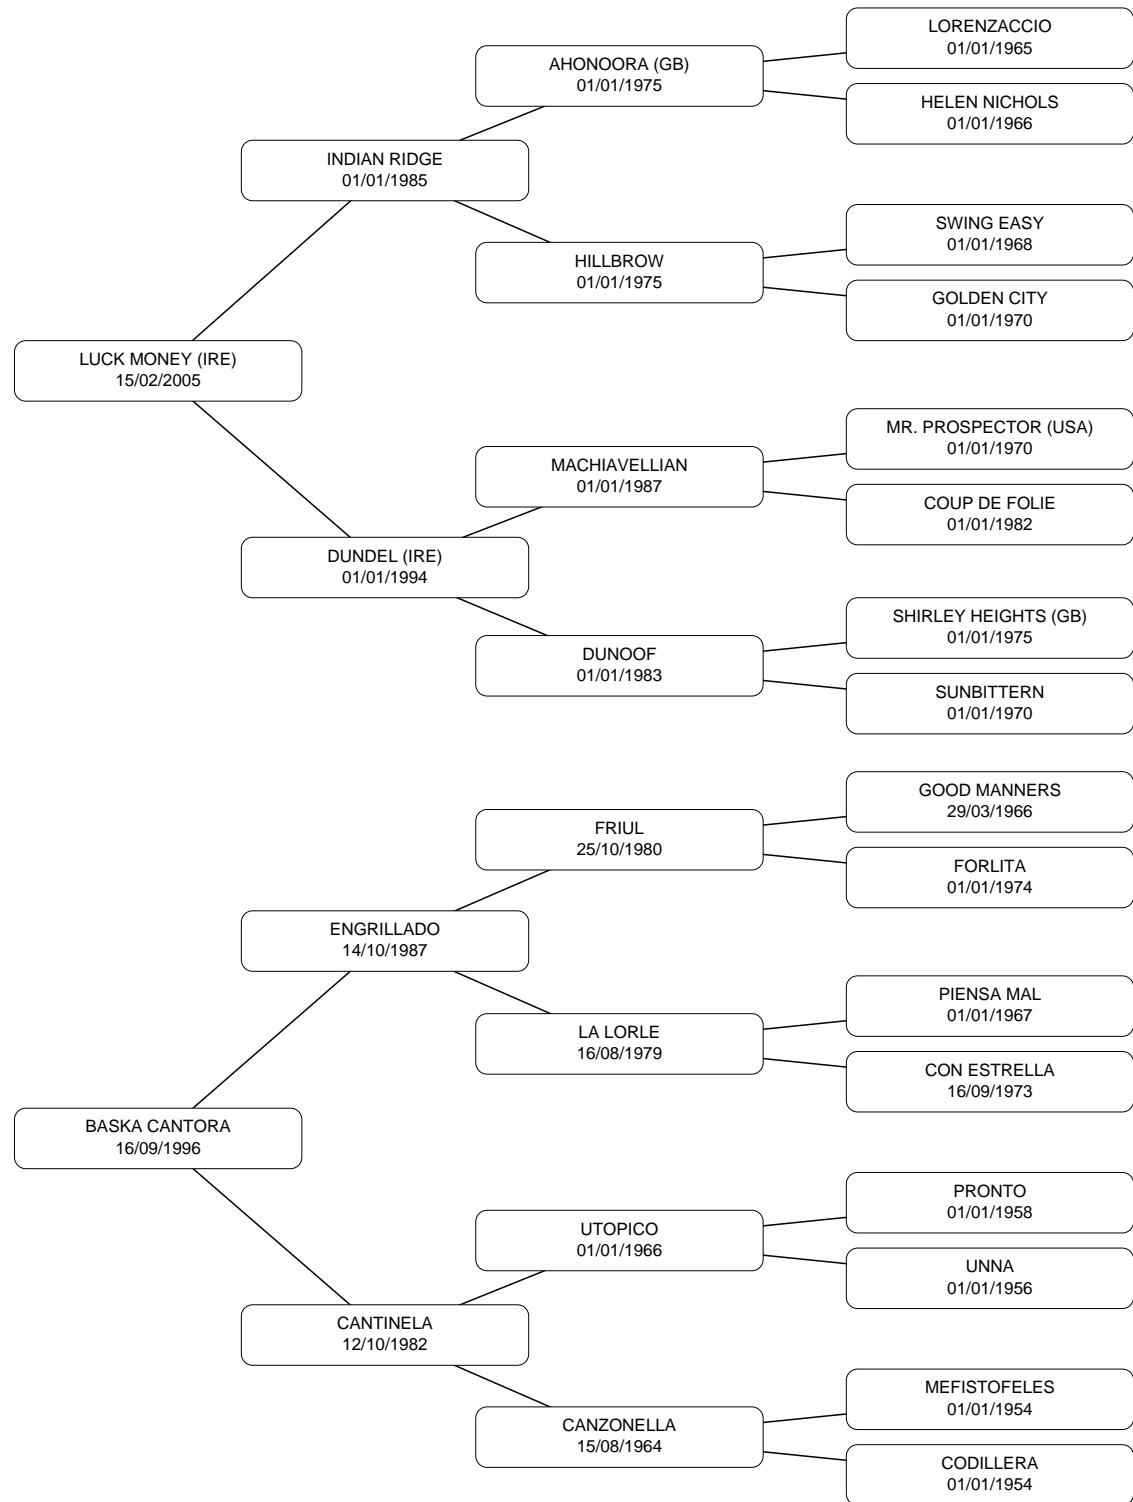 LORENZACCIO
01/01/1965
AHONOORA (GB)
01/01/1975
HELEN NICHOLS
01/01/1966
INDIAN RIDGE
01/01/1985
SWING EASY
01/01/1968
HILLBROW
01/01/1975
GOLDEN CITY
01/01/1970
LUCK MONEY (IRE)
15/02/2005
MR. PROSPECTOR (USA)
01/01/1970
MACHIAVELLIAN
01/01/1987
COUP DE FOLIE
01/01/1982
DUNDEL (IRE)
01/01/1994
SHIRLEY HEIGHTS (GB)
01/01/1975
DUNOOF
01/01/1983
SUNBITTERN
01/01/1970
GOOD MANNERS
29/03/1966
FRIUL
25/10/1980
FORLITA
01/01/1974
ENGRILLADO
14/10/1987
PIENSA MAL
01/01/1967
LA LORLE
16/08/1979
CON ESTRELLA
16/09/1973
BASKA CANTORA
16/09/1996
PRONTO
01/01/1958
UTOPICO
01/01/1966
UNNA
01/01/1956
CANTINELA
12/10/1982
MEFISTOFELES
01/01/1954
CANZONELLA
15/08/1964
CODILLERA
01/01/1954